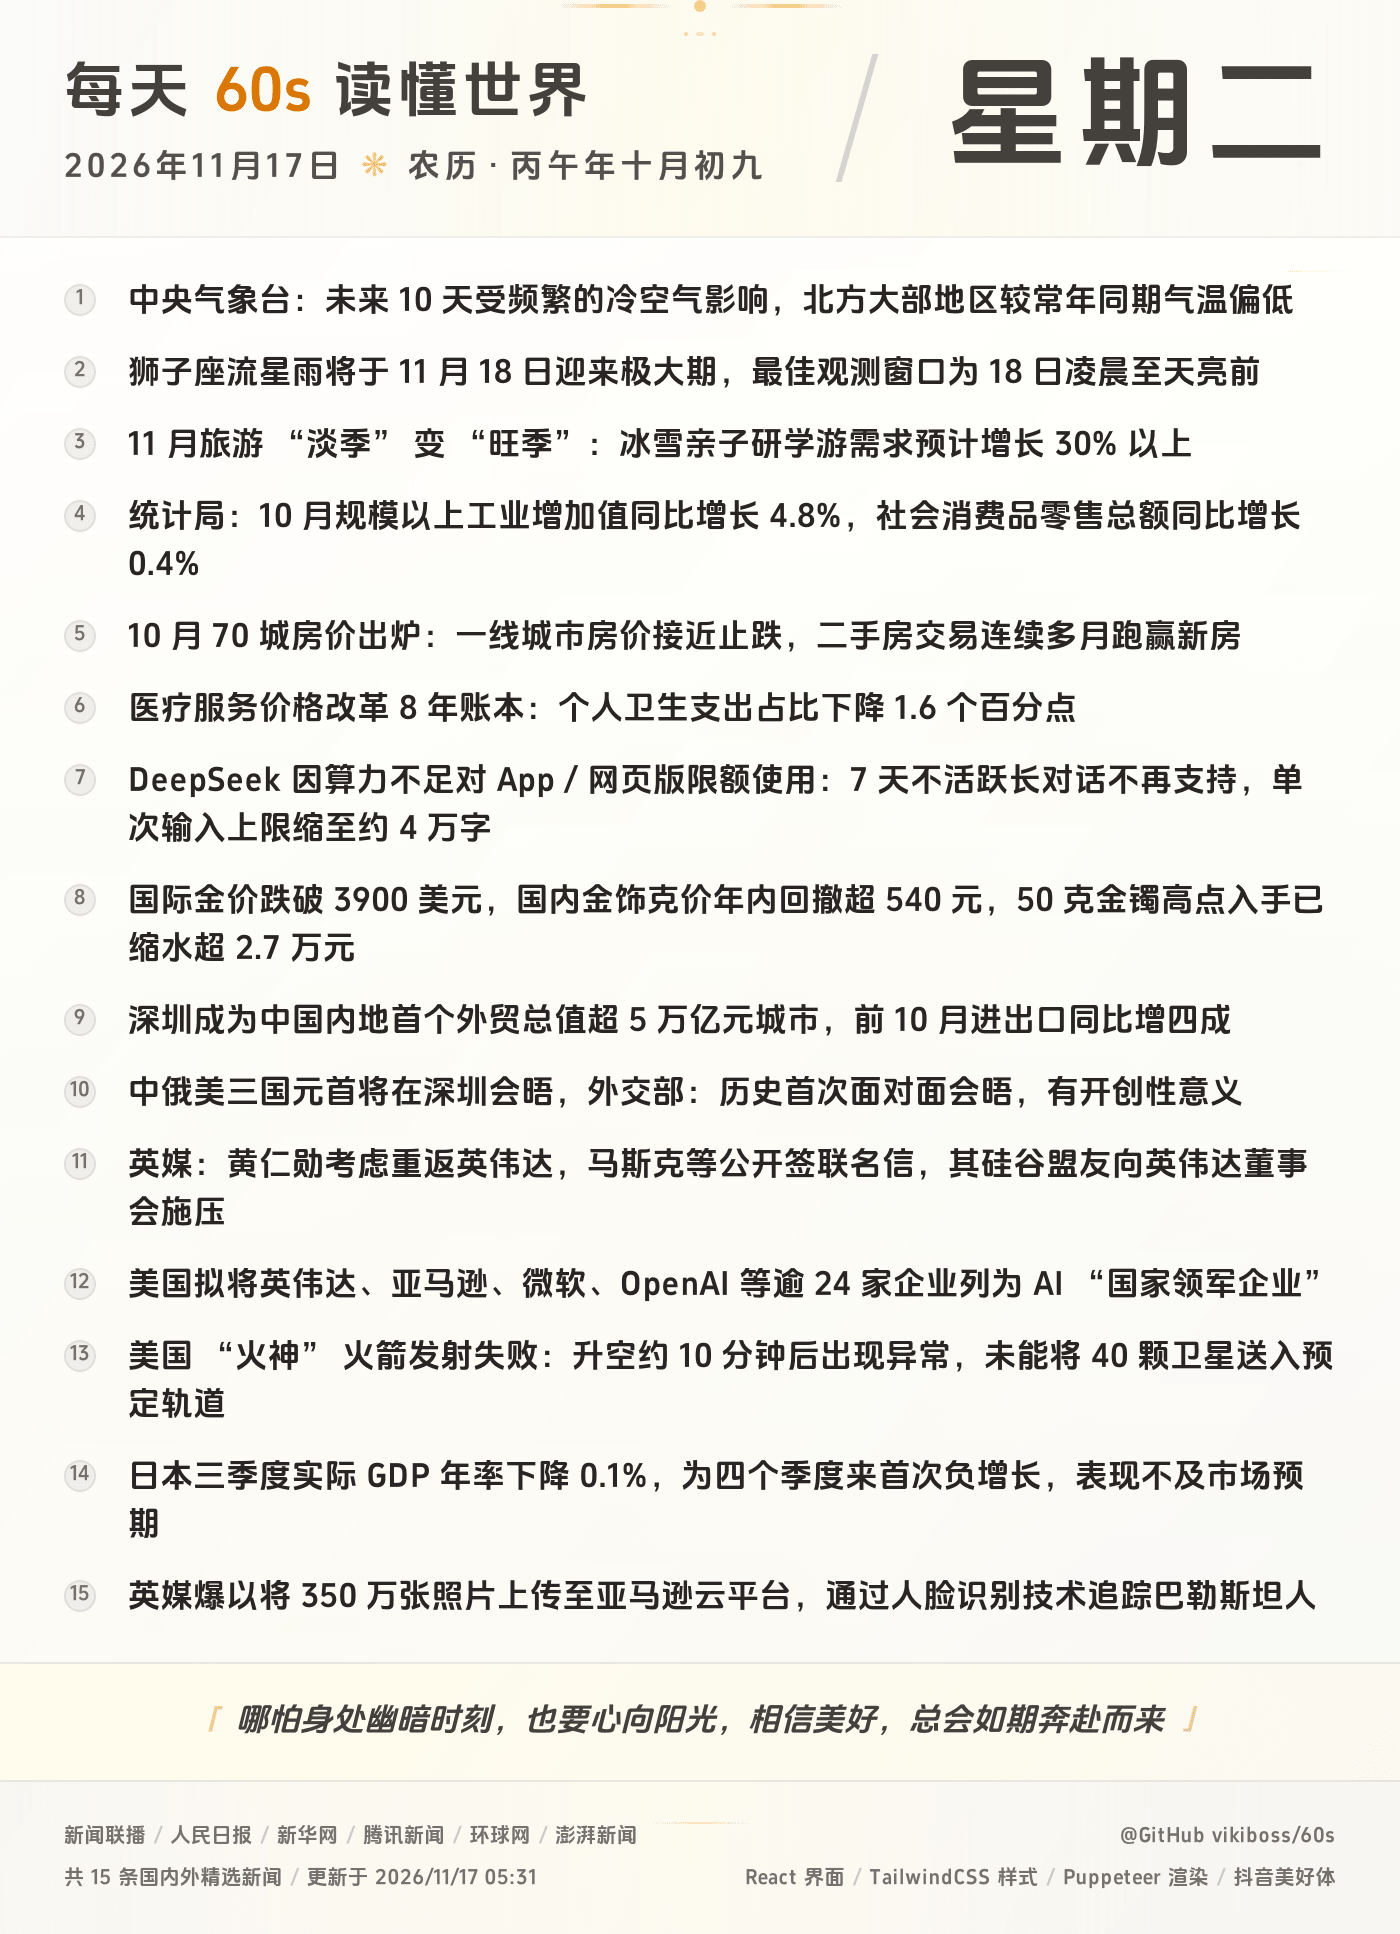 每天 60s 读懂世界
2026年11月17日 农历·丙午年十月初九
星期二
1 中央气象台：未来 10 天受频繁的冷空气影响，北方大部地区较常年同期气温偏低
2 狮子座流星雨将于 11 月 18 日迎来极大期，最佳观测窗口为 18 日凌晨至天亮前
3 11 月旅游 “淡季” 变 “旺季”：冰雪亲子研学游需求预计增长 30% 以上
4 统计局：10 月规模以上工业增加值同比增长 4.8%，社会消费品零售总额同比增长
0.4%
5 10 月 70 城房价出炉：一线城市房价接近止跌，二手房交易连续多月跑赢新房
6 医疗服务价格改革 8 年账本：个人卫生支出占比下降 1.6 个百分点
7 DeepSeek 因算力不足对 App / 网页版限额使用：7 天不活跃长对话不再支持，单
次输入上限缩至约 4 万字
8 国际金价跌破 3900 美元，国内金饰克价年内回撤超 540 元，50 克金镯高点入手已
缩水超 2.7 万元
9 深圳成为中国内地首个外贸总值超 5 万亿元城市，前 10 月进出口同比增四成
10 中俄美三国元首将在深圳会晤，外交部：历史首次面对面会晤，有开创性意义
11 英媒：黄仁勋考虑重返英伟达，马斯克等公开签联名信，其硅谷盟友向英伟达董事
会施压
12 美国拟将英伟达、亚马逊、微软、OpenAI 等逾 24 家企业列为 AI “国家领军企业”
13 美国 “火神” 火箭发射失败：升空约 10 分钟后出现异常，未能将 40 颗卫星送入预
定轨道
14 日本三季度实际 GDP 年率下降 0.1%，为四个季度来首次负增长，表现不及市场预
期
15 英媒爆以将 350 万张照片上传至亚马逊云平台，通过人脸识别技术追踪巴勒斯坦人
「 哪怕身处幽暗时刻，也要心向阳光，相信美好，总会如期奔赴而来 」
新闻联播 / 人民日报 / 新华网 / 腾讯新闻 / 环球网 / 澎湃新闻
@GitHub vikiboss/60s
共 15 条国内外精选新闻 / 更新于 2026/11/17 05:31
React 界面 / TailwindCSS 样式 / Puppeteer 渲染 / 抖音美好体